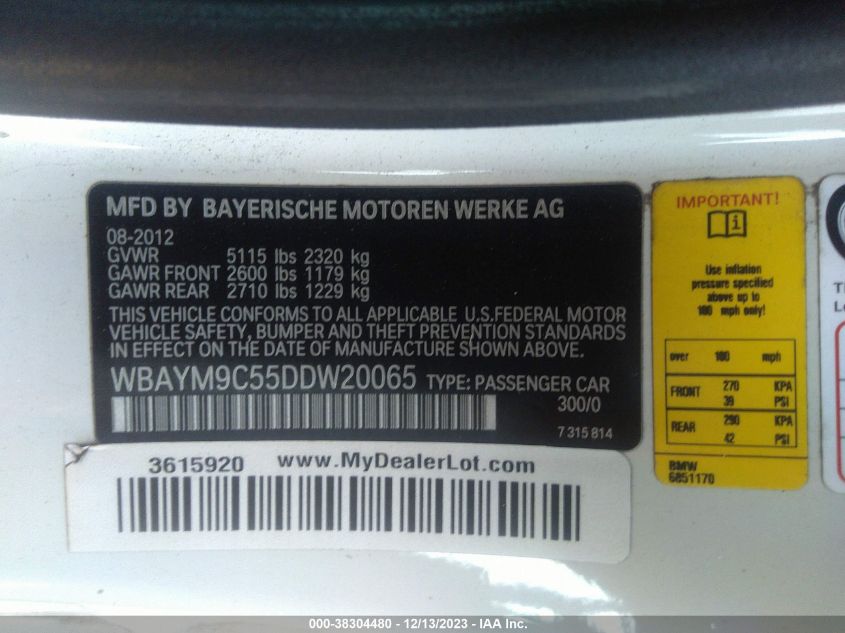 MFD BY BAYERISCHE MOTOREN WERKE AG
08-2012
GVWR 5115 lbs 2320 kg
GAWR FRONT 2600 lbs 1179 kg
GAWR REAR 2710 lbs 1229 kg
THIS VEHICLE CONFORMS TO ALL APPLICABLE U.S.FEDERAL MOTOR
VEHICLE SAFETY, BUMPER AND THEFT PREVENTION STANDARDS
IN EFFECT ON THE DATE OF MANUFACTURE SHOWN ABOVE.
WBAYM9C55DDW20065 TYPE: PASSENGER CAR
300/0
7 315 814
3615920 www.MyDealerLot.com
IMPORTANT!
Use inflation
pressure specified
above up to
100 mph only!
over 100 mph
FRONT 270 KPA
39 PSI
REAR 290 KPA
42 PSI
BMW
6851170
000-38304480 - 12/13/2023 - IAA Inc.